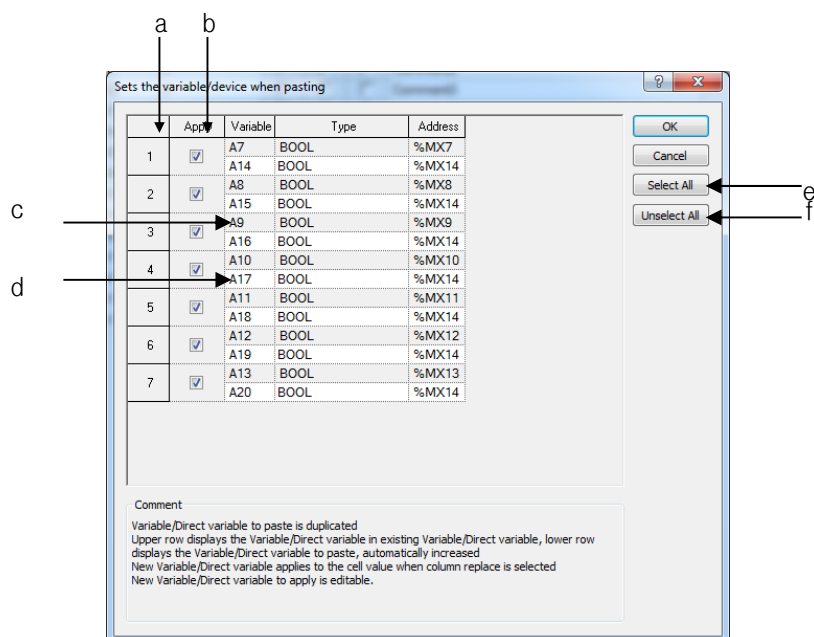 a b
Sets the variable/device when pasting
Apply Variable Type Address
1 A7 BOOL %MX7
A14 BOOL %MX14
2 A8 BOOL %MX8
A15 BOOL %MX14
3 A9 BOOL %MX9
A16 BOOL %MX14
4 A10 BOOL %MX10
A17 BOOL %MX14
5 A11 BOOL %MX11
A18 BOOL %MX14
6 A12 BOOL %MX12
A19 BOOL %MX14
7 A13 BOOL %MX13
A20 BOOL %MX14
OK
Cancel
Select All
Unselect All
e
f
c
d
Comment
Variable/Direct variable to paste is duplicated
Upper row displays the Variable/Direct variable in existing Variable/Direct variable, lower row
displays the Variable/Direct variable to paste, automatically increased
New Variable/Direct variable applies to the cell value when column replace is selected
New Variable/Direct variable to apply is editable.